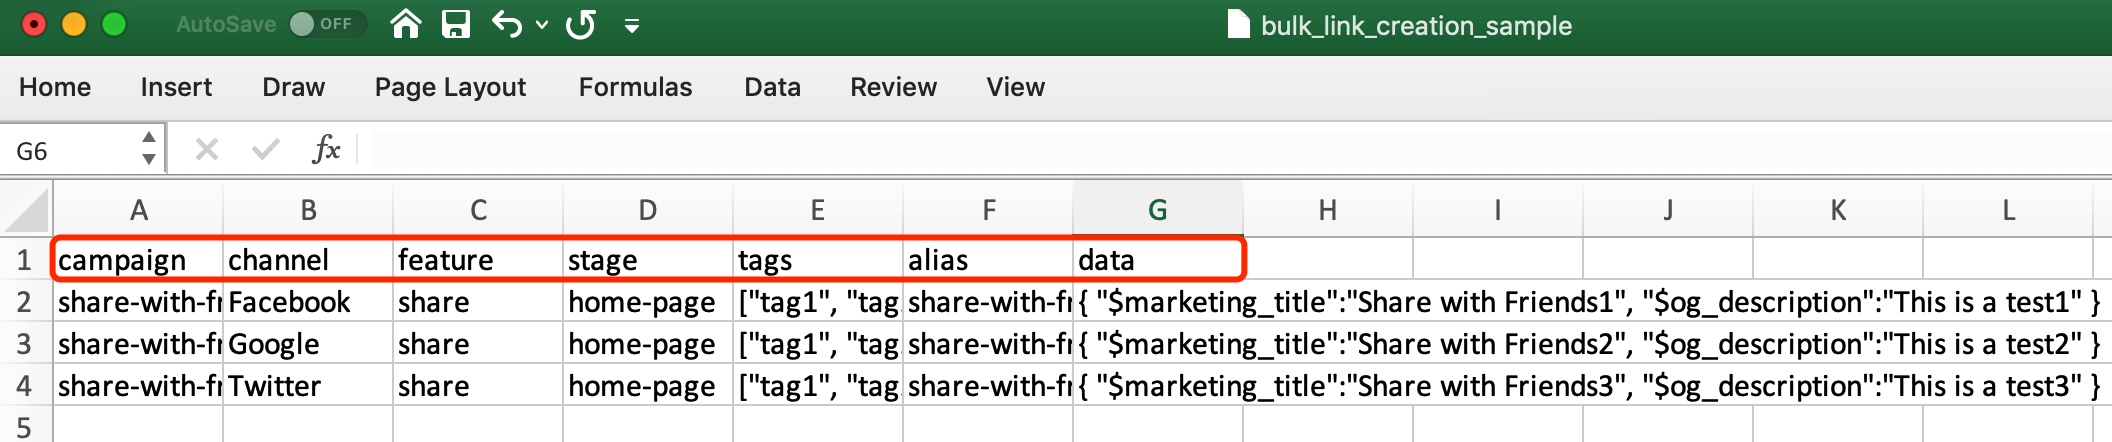 AutoSave OFF bulk_link_creation_sample
Home Insert Draw Page Layout Formulas Data Review View
G6 fx
A B C D E F G H I J K L
1 campaign channel feature stage tags alias data
2 share-with-fr Facebook share home-page ["tag1", "tag share-with-fr { "$marketing_title":"Share with Friends1", "$og_description":"This is a test1" }
3 share-with-fr Google share home-page ["tag1", "tag share-with-fr { "$marketing_title":"Share with Friends2", "$og_description":"This is a test2" }
4 share-with-fr Twitter share home-page ["tag1", "tag share-with-fr { "$marketing_title":"Share with Friends3", "$og_description":"This is a test3" }
5